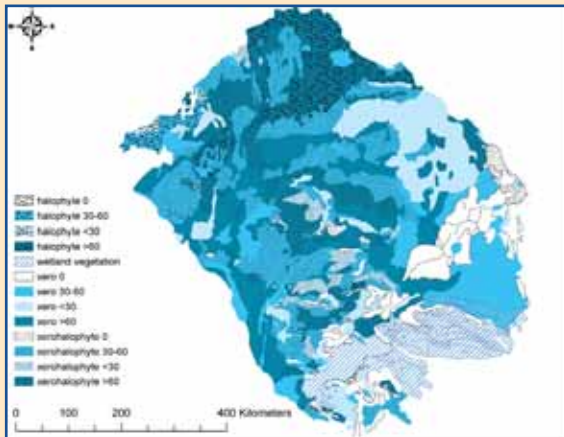 halophyte 0
halophyte 30-60
halophyte <30
halophyte >60
wetland vegetation
xero 0
xero 30-60
xero <30
xero >60
xerohalophyte 0
xerohalophyte 30-60
xerohalophyte <30
xerohalophyte >60
0 100 200 400 Kilometers